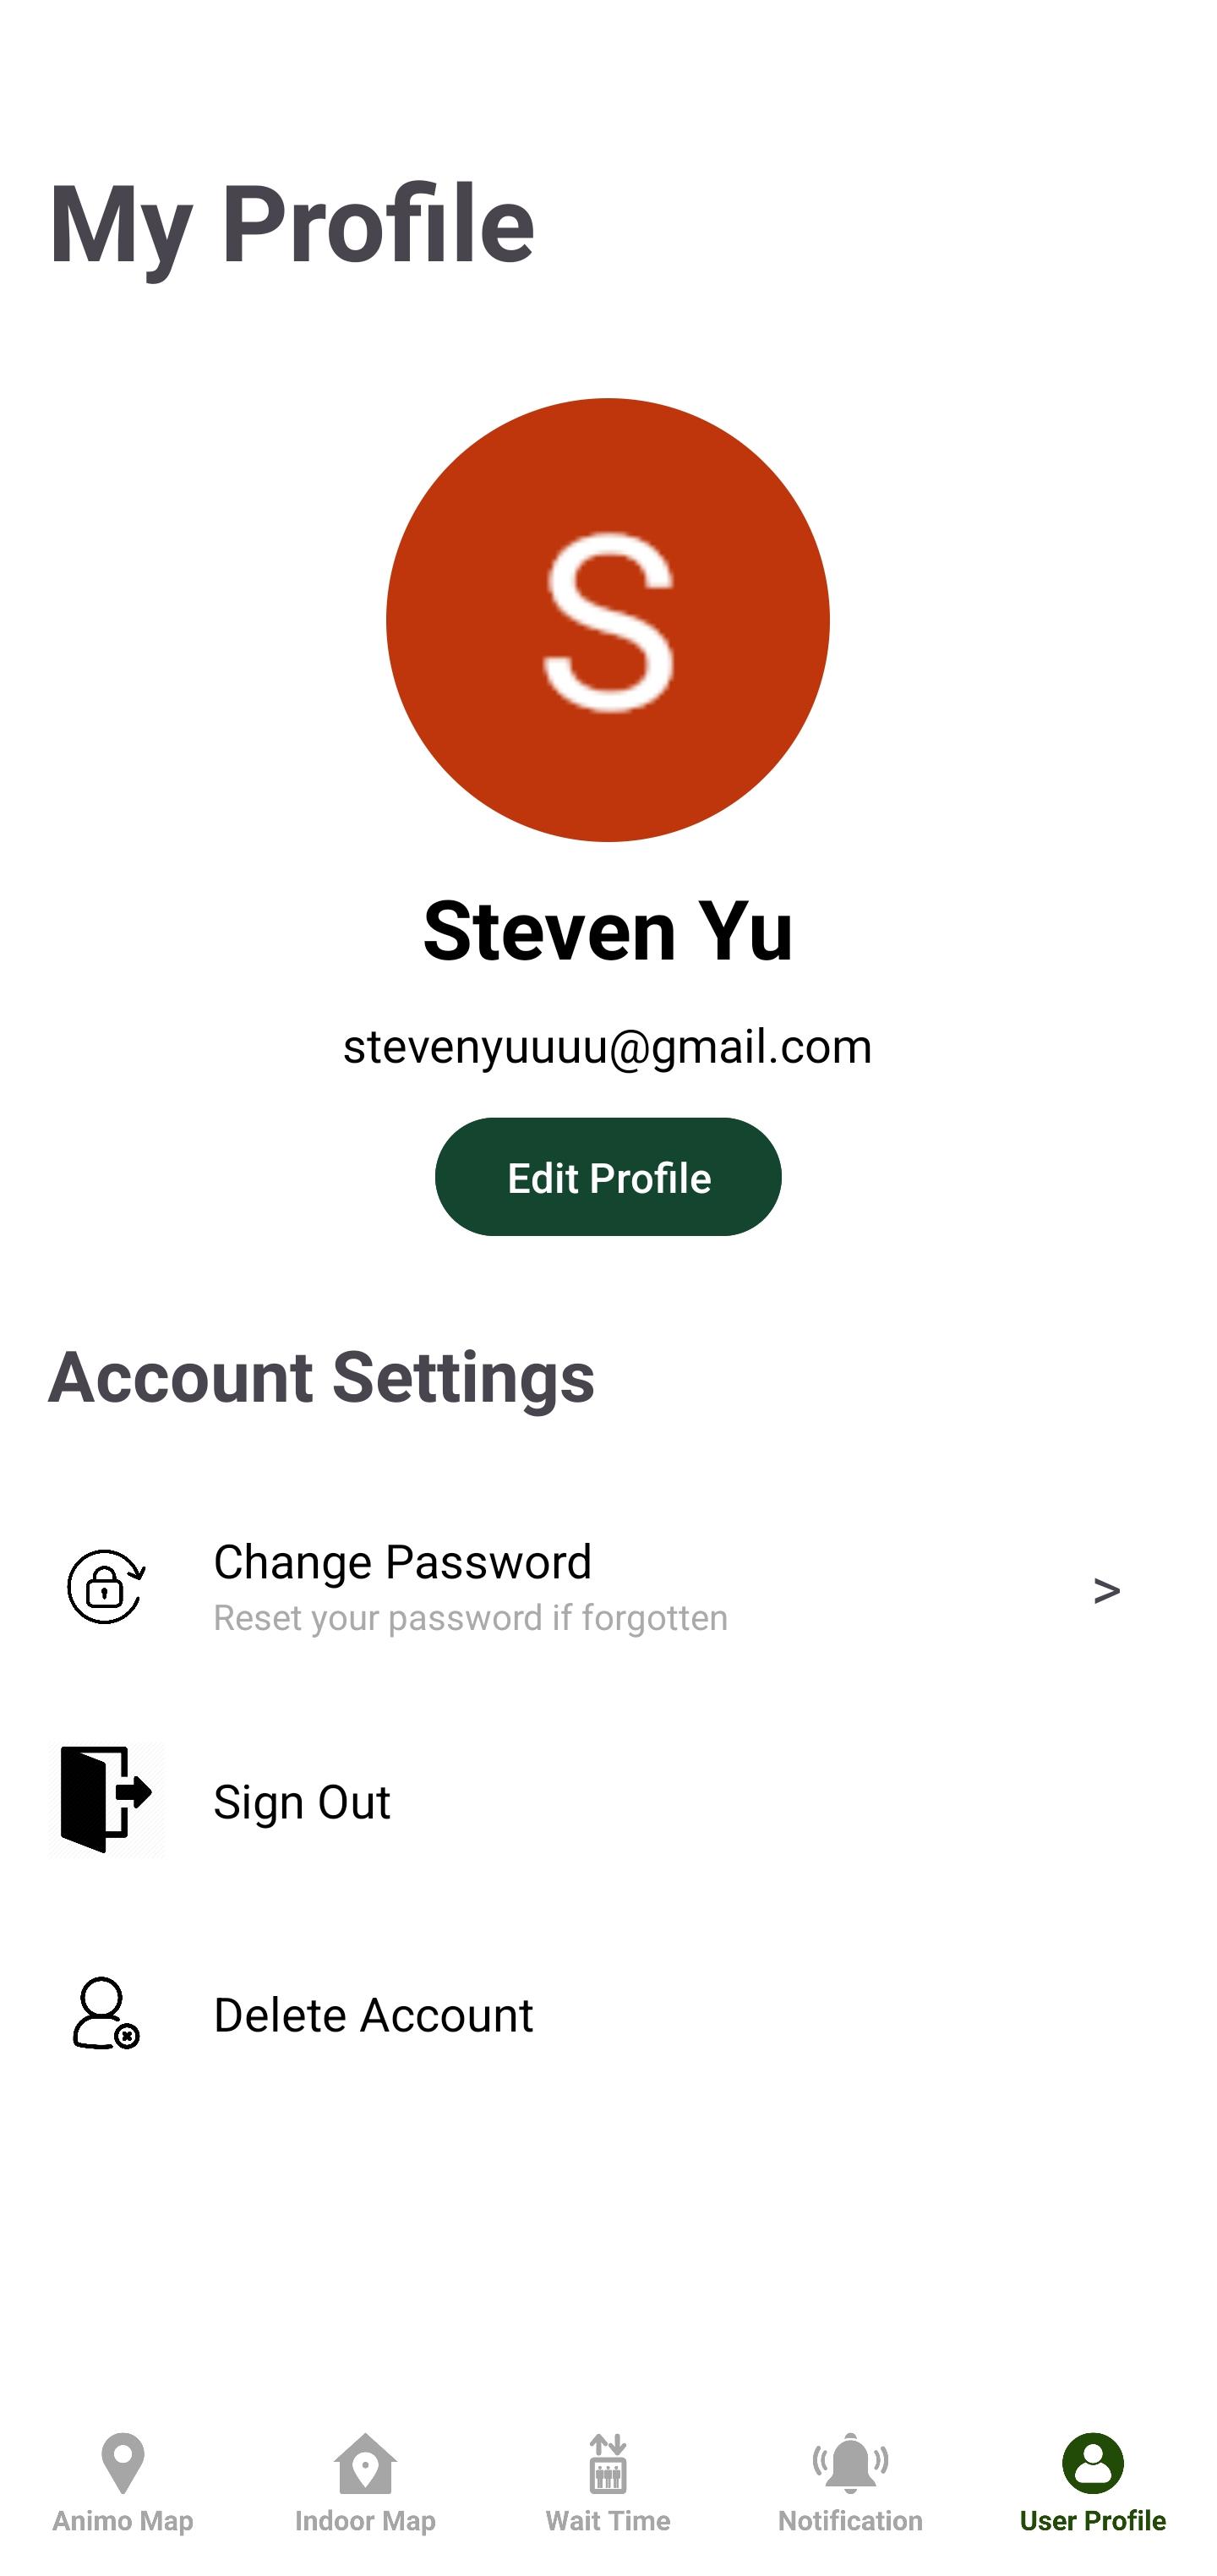 My Profile
S
Steven Yu
stevenyuuuu@gmail.com
Edit Profile
Account Settings
Change Password
Reset your password if forgotten
>
Sign Out
Delete Account
Animo Map
Indoor Map
Wait Time
Notification
User Profile